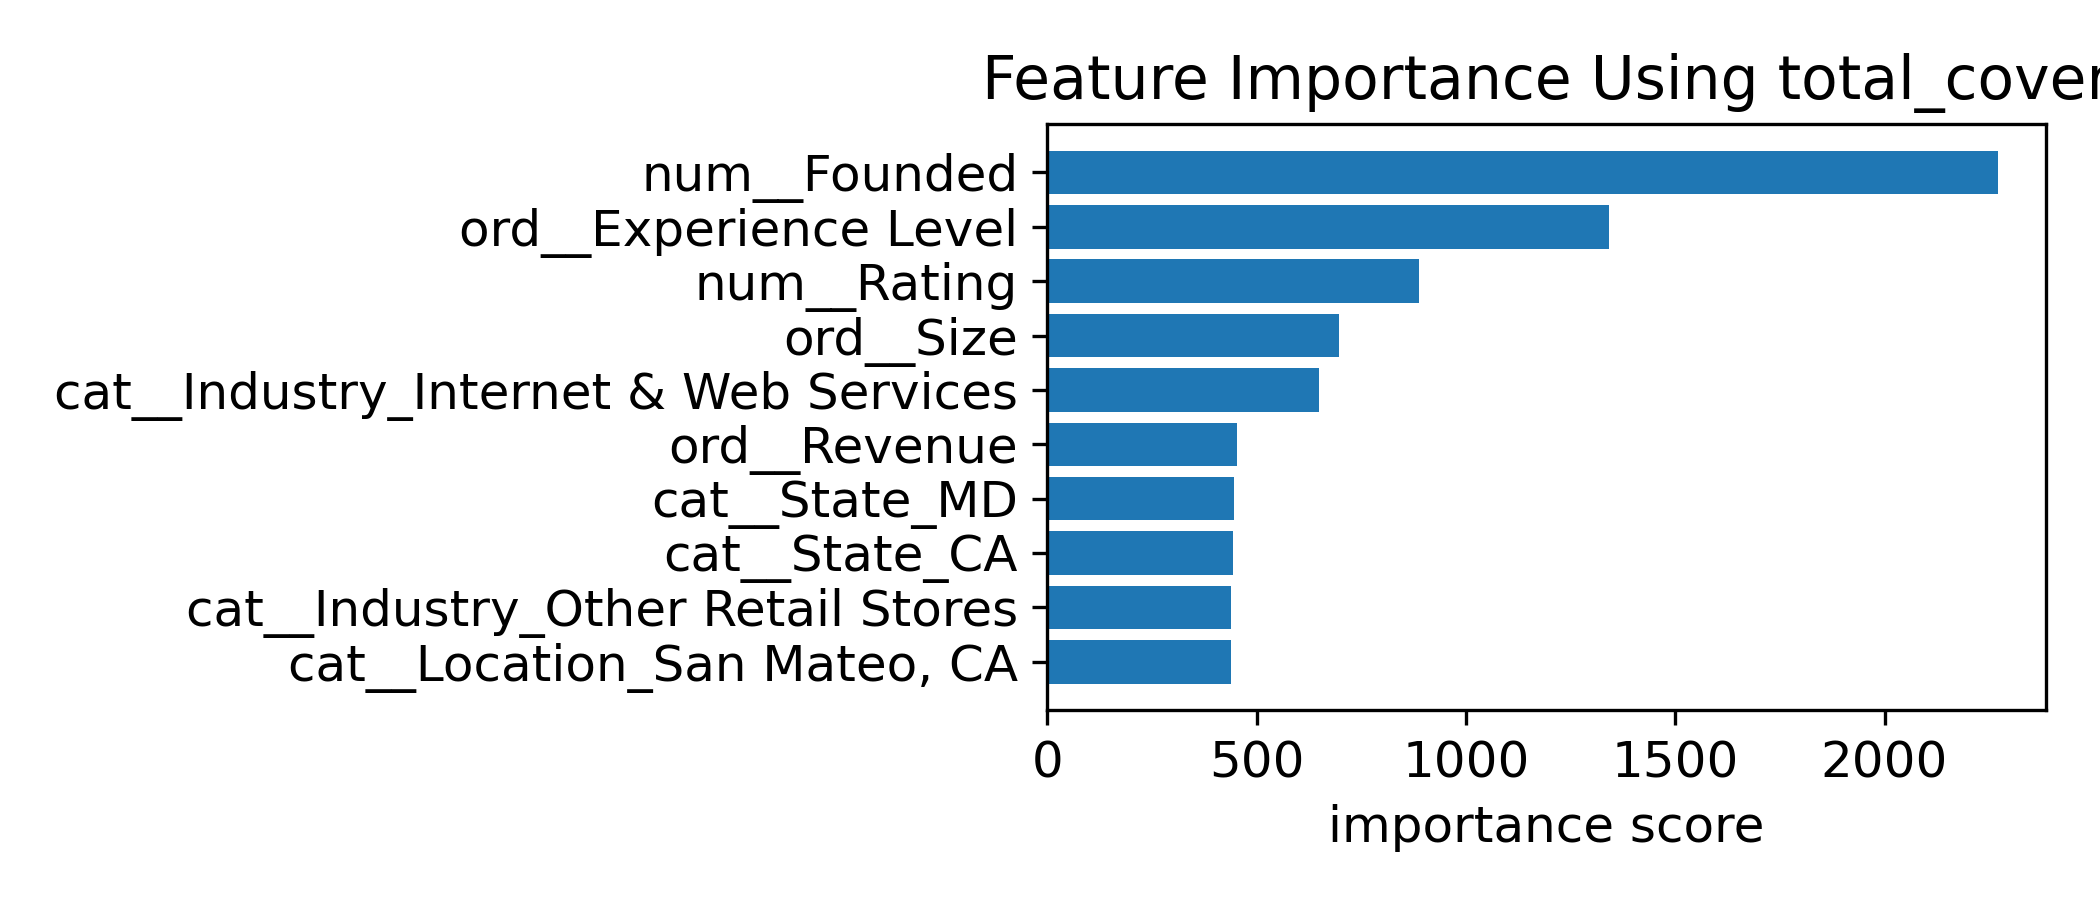 Feature Importance Using total_cover
num__Founded
ord__Experience Level
num__Rating
ord__Size
cat__Industry_Internet & Web Services
ord__Revenue
cat__State_MD
cat__State_CA
cat__Industry_Other Retail Stores
cat__Location_San Mateo, CA
0 500 1000 1500 2000
importance score